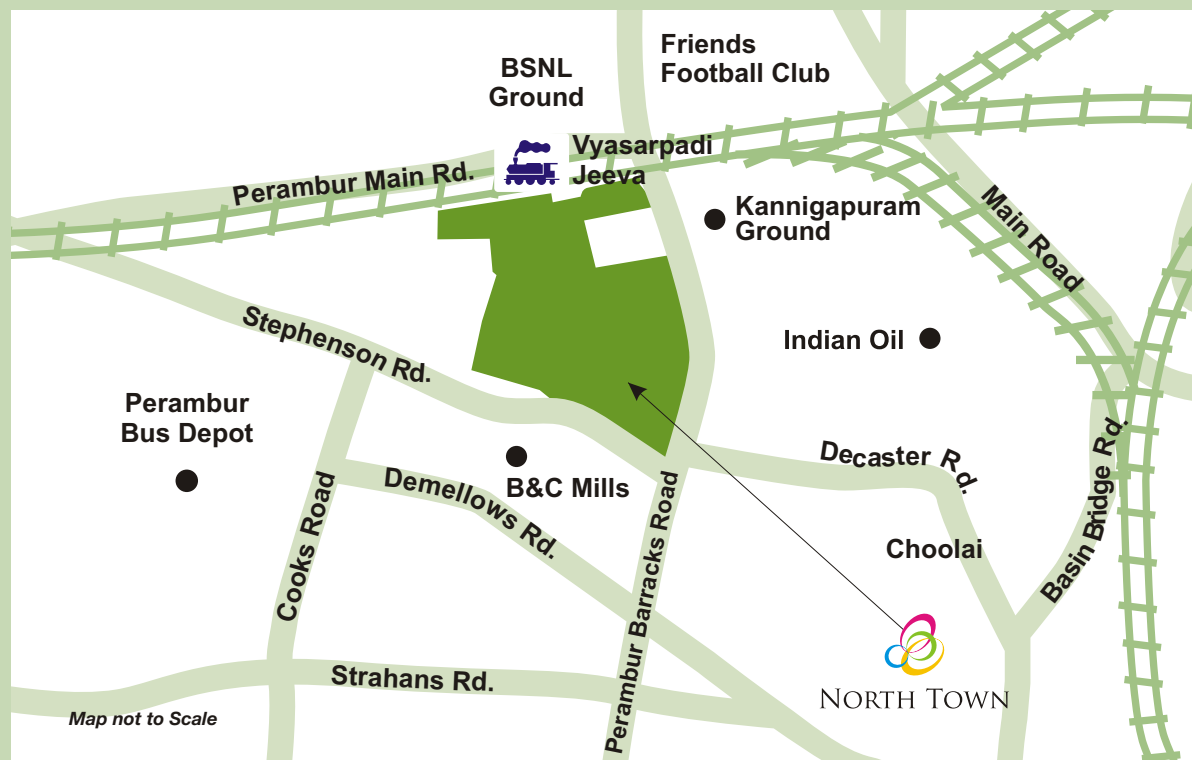 Friends
Football Club
BSNL
Ground
Vyasarpadi
Jeeva
Perambur Main Rd.
Kannigapuram
Ground
Main Road
Stephenson Rd.
Indian Oil
Perambur
Bus Depot
Decaster Rd.
B&C Mills
Demellows Rd.
Cooks Road
Perambur Barracks Road
Choolai
Basin Bridge Rd.
Strahans Rd.
NORTH TOWN
Map not to Scale